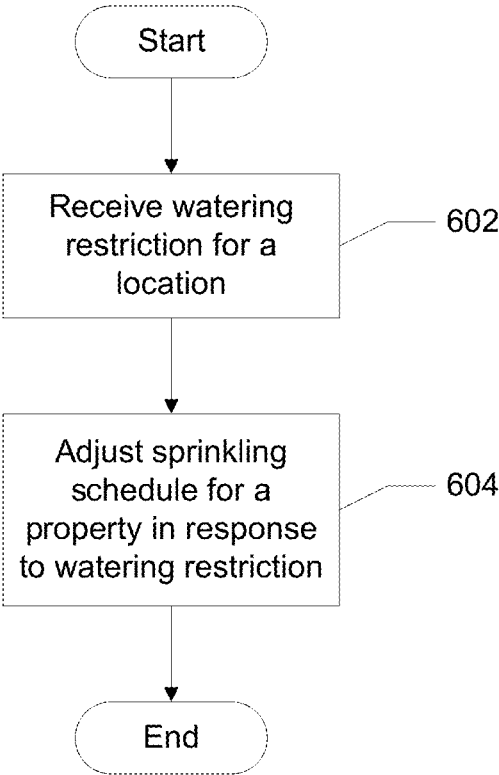 Start
Receive watering
restriction for a
location
602
Adjust sprinkling
schedule for a
property in response
to watering restriction
604
End